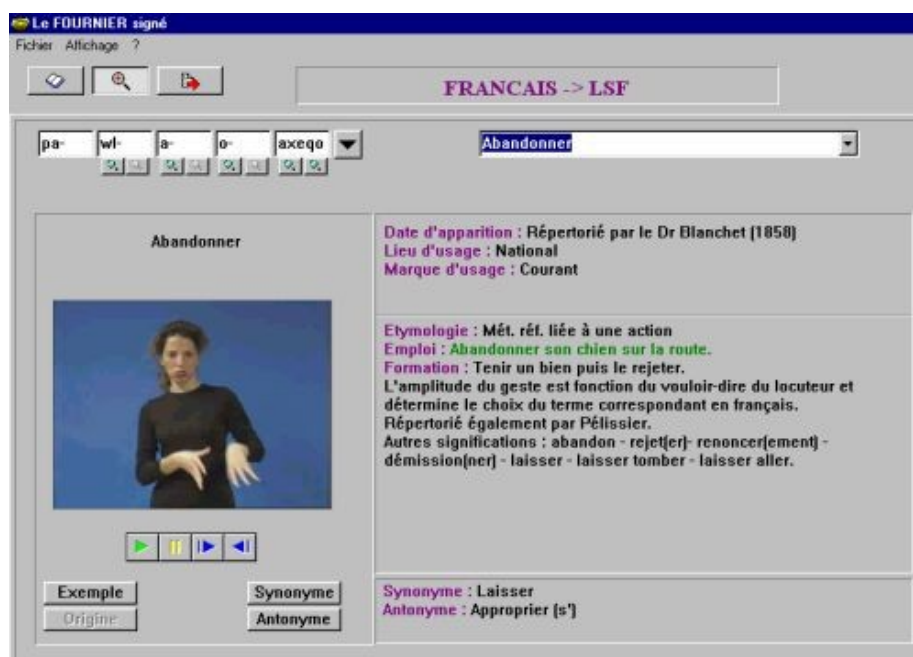 Le FOURNIER signé
Fichier Affichage ?
FRANCAIS -> LSF
pa- wl- a- o- axeqo
Abandonner
Abandonner
Date d'apparition : Répertorié par le Dr Blanchet (1858)
Lieu d'usage : National
Marque d'usage : Courant
Etymologie : Mét. réf. liée à une action
Emploi : Abandonner son chien sur la route.
Formation : Tenir un bien puis le rejeter.
L'amplitude du geste est fonction du vouloir-dire du locuteur et
détermine le choix du terme correspondant en français.
Répertorié également par Pélissier.
Autres significations : abandon - rejet(er)- renoncer(ement) -
démission(ner) - laisser - laisser tomber - laisser aller.
Exemple
Synonyme
Origine
Antonyme
Synonyme : Laisser
Antonyme : Approprier (s')